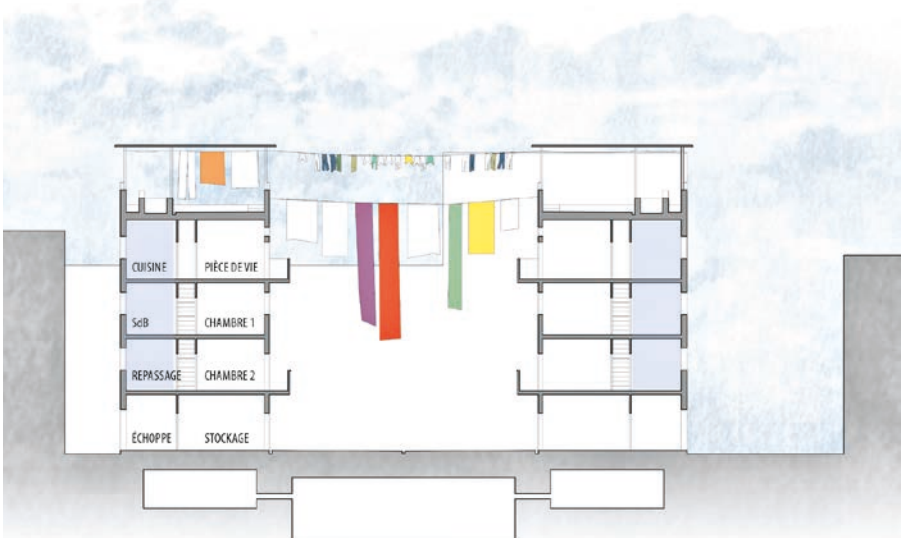 CUISINE PIÈCE DE VIE
SdB CHAMBRE 1
REPASSAGE CHAMBRE 2
ÉCHOPPE STOCKAGE